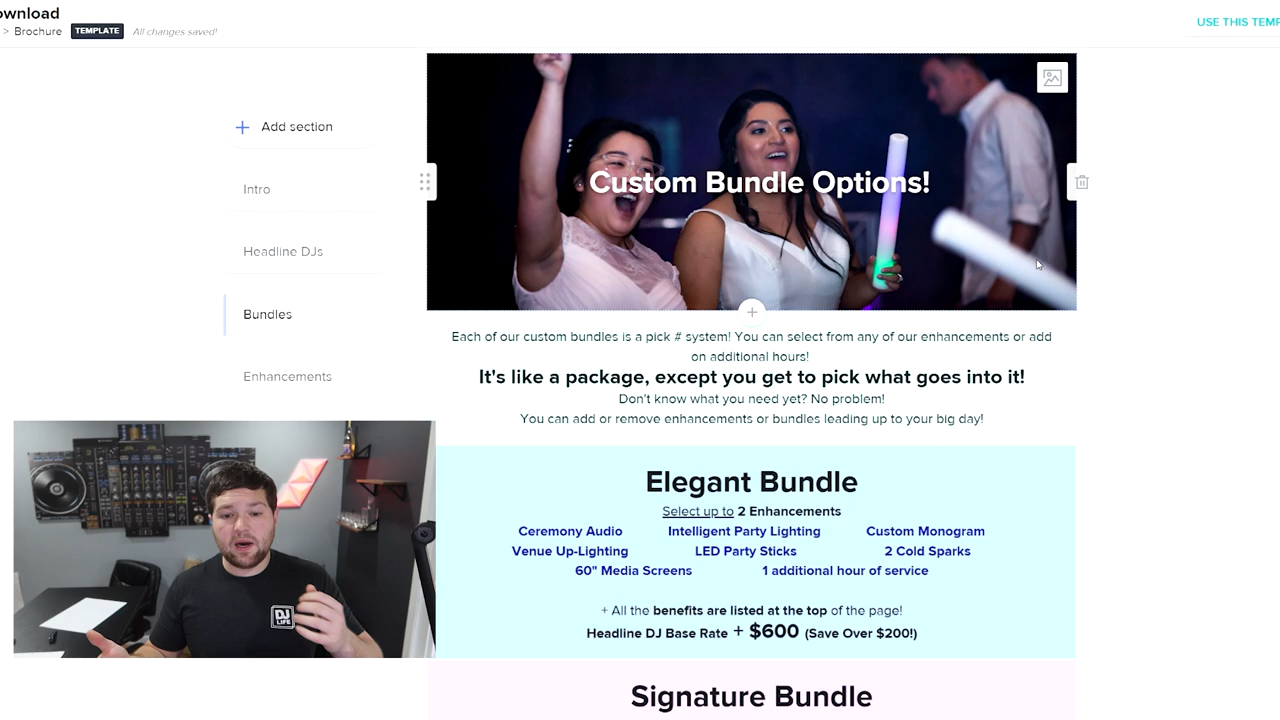 ownload
> Brochure TEMPLATE All changes saved!
USE THIS TEMP
Add section
Intro
Headline DJs
Bundles
Enhancements
Custom Bundle Options!
Each of our custom bundles is a pick # system! You can select from any of our enhancements or add
on additional hours!
It's like a package, except you get to pick what goes into it!
Don't know what you need yet? No problem!
You can add or remove enhancements or bundles leading up to your big day!
Elegant Bundle
Select up to 2 Enhancements
Ceremony Audio Intelligent Party Lighting Custom Monogram
Venue Up-Lighting LED Party Sticks 2 Cold Sparks
60" Media Screens 1 additional hour of service
+ All the benefits are listed at the top of the page!
Headline DJ Base Rate + $600 (Save Over $200!)
Signature Bundle
DJ
LIFE